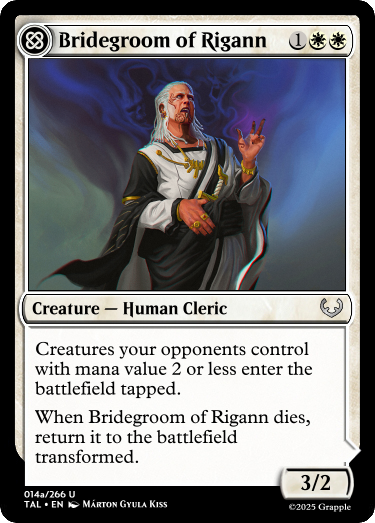 Bridegroom of Rigann 1
Creature — Human Cleric
Creatures your opponents control
with mana value 2 or less enter the
battlefield tapped.
When Bridegroom of Rigann dies,
return it to the battlefield
transformed.
3/2
014a/266 U
TAL • EN Márton Gyula Kiss
©2025 Grapple